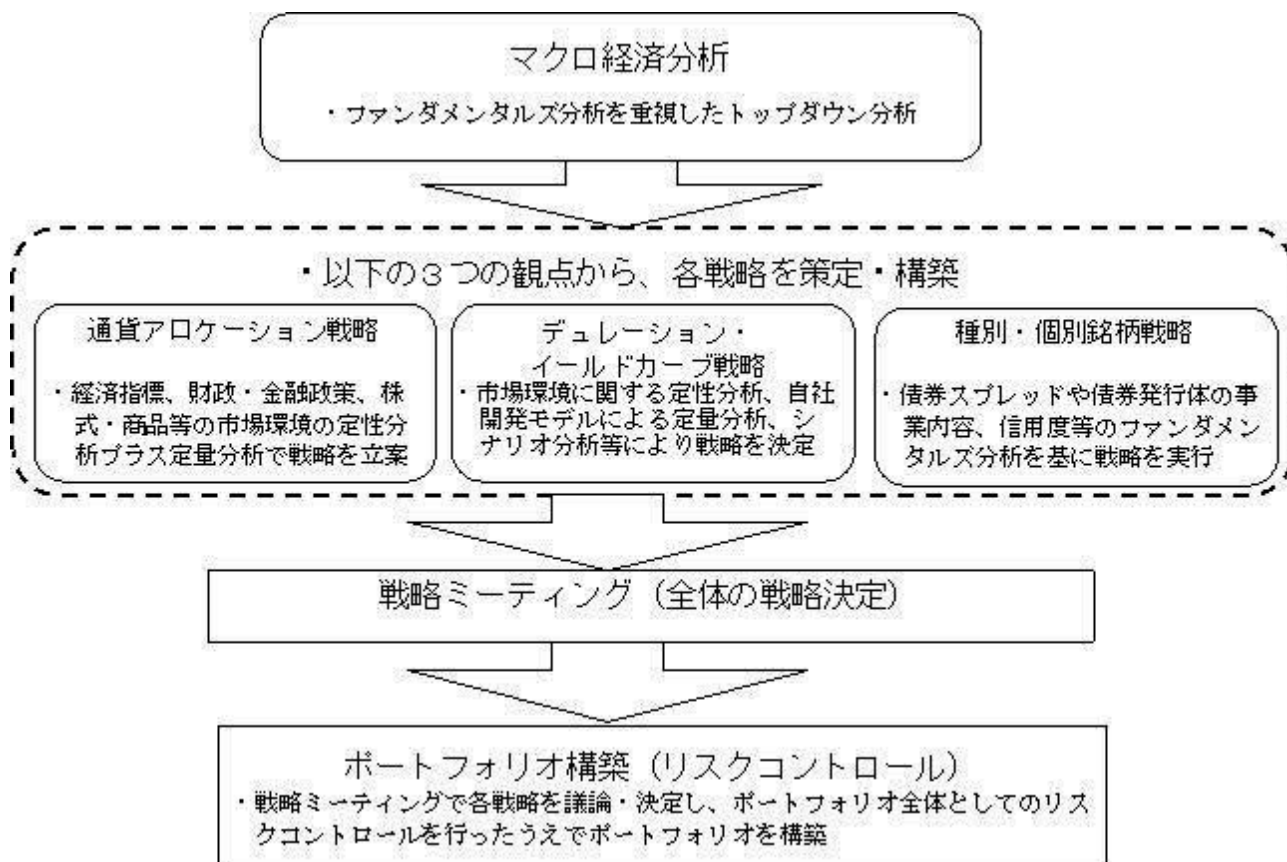 マクロ経済分析
・ファンダメンタルズ分析を重視したトップダウン分析
・以下の３つの観点から、各戦略を策定・構築
通貨アロケーション戦略
・経済指標、財政・金融政策、株
式・商品等の市場環境の定性分
析プラス定量分析で戦略を立案
デュレーション・
イールドカーブ戦略
・市場環境に関する定性分析、自社
開発モデルによる定量分析、シ
ナリオ分析等により戦略を決定
種別・個別銘柄戦略
・債券スプレッドや債券発行体の事
業内容、信用度等のファンダメン
タルズ分析を基に戦略を実行
戦略ミーティング（全体の戦略決定）
ポートフォリオ構築（リスクコントロール）
・戦略ミーティングで各戦略を議論・決定し、ポートフォリオ全体としてのリス
クコントロールを行ったうえでポートフォリオを構築